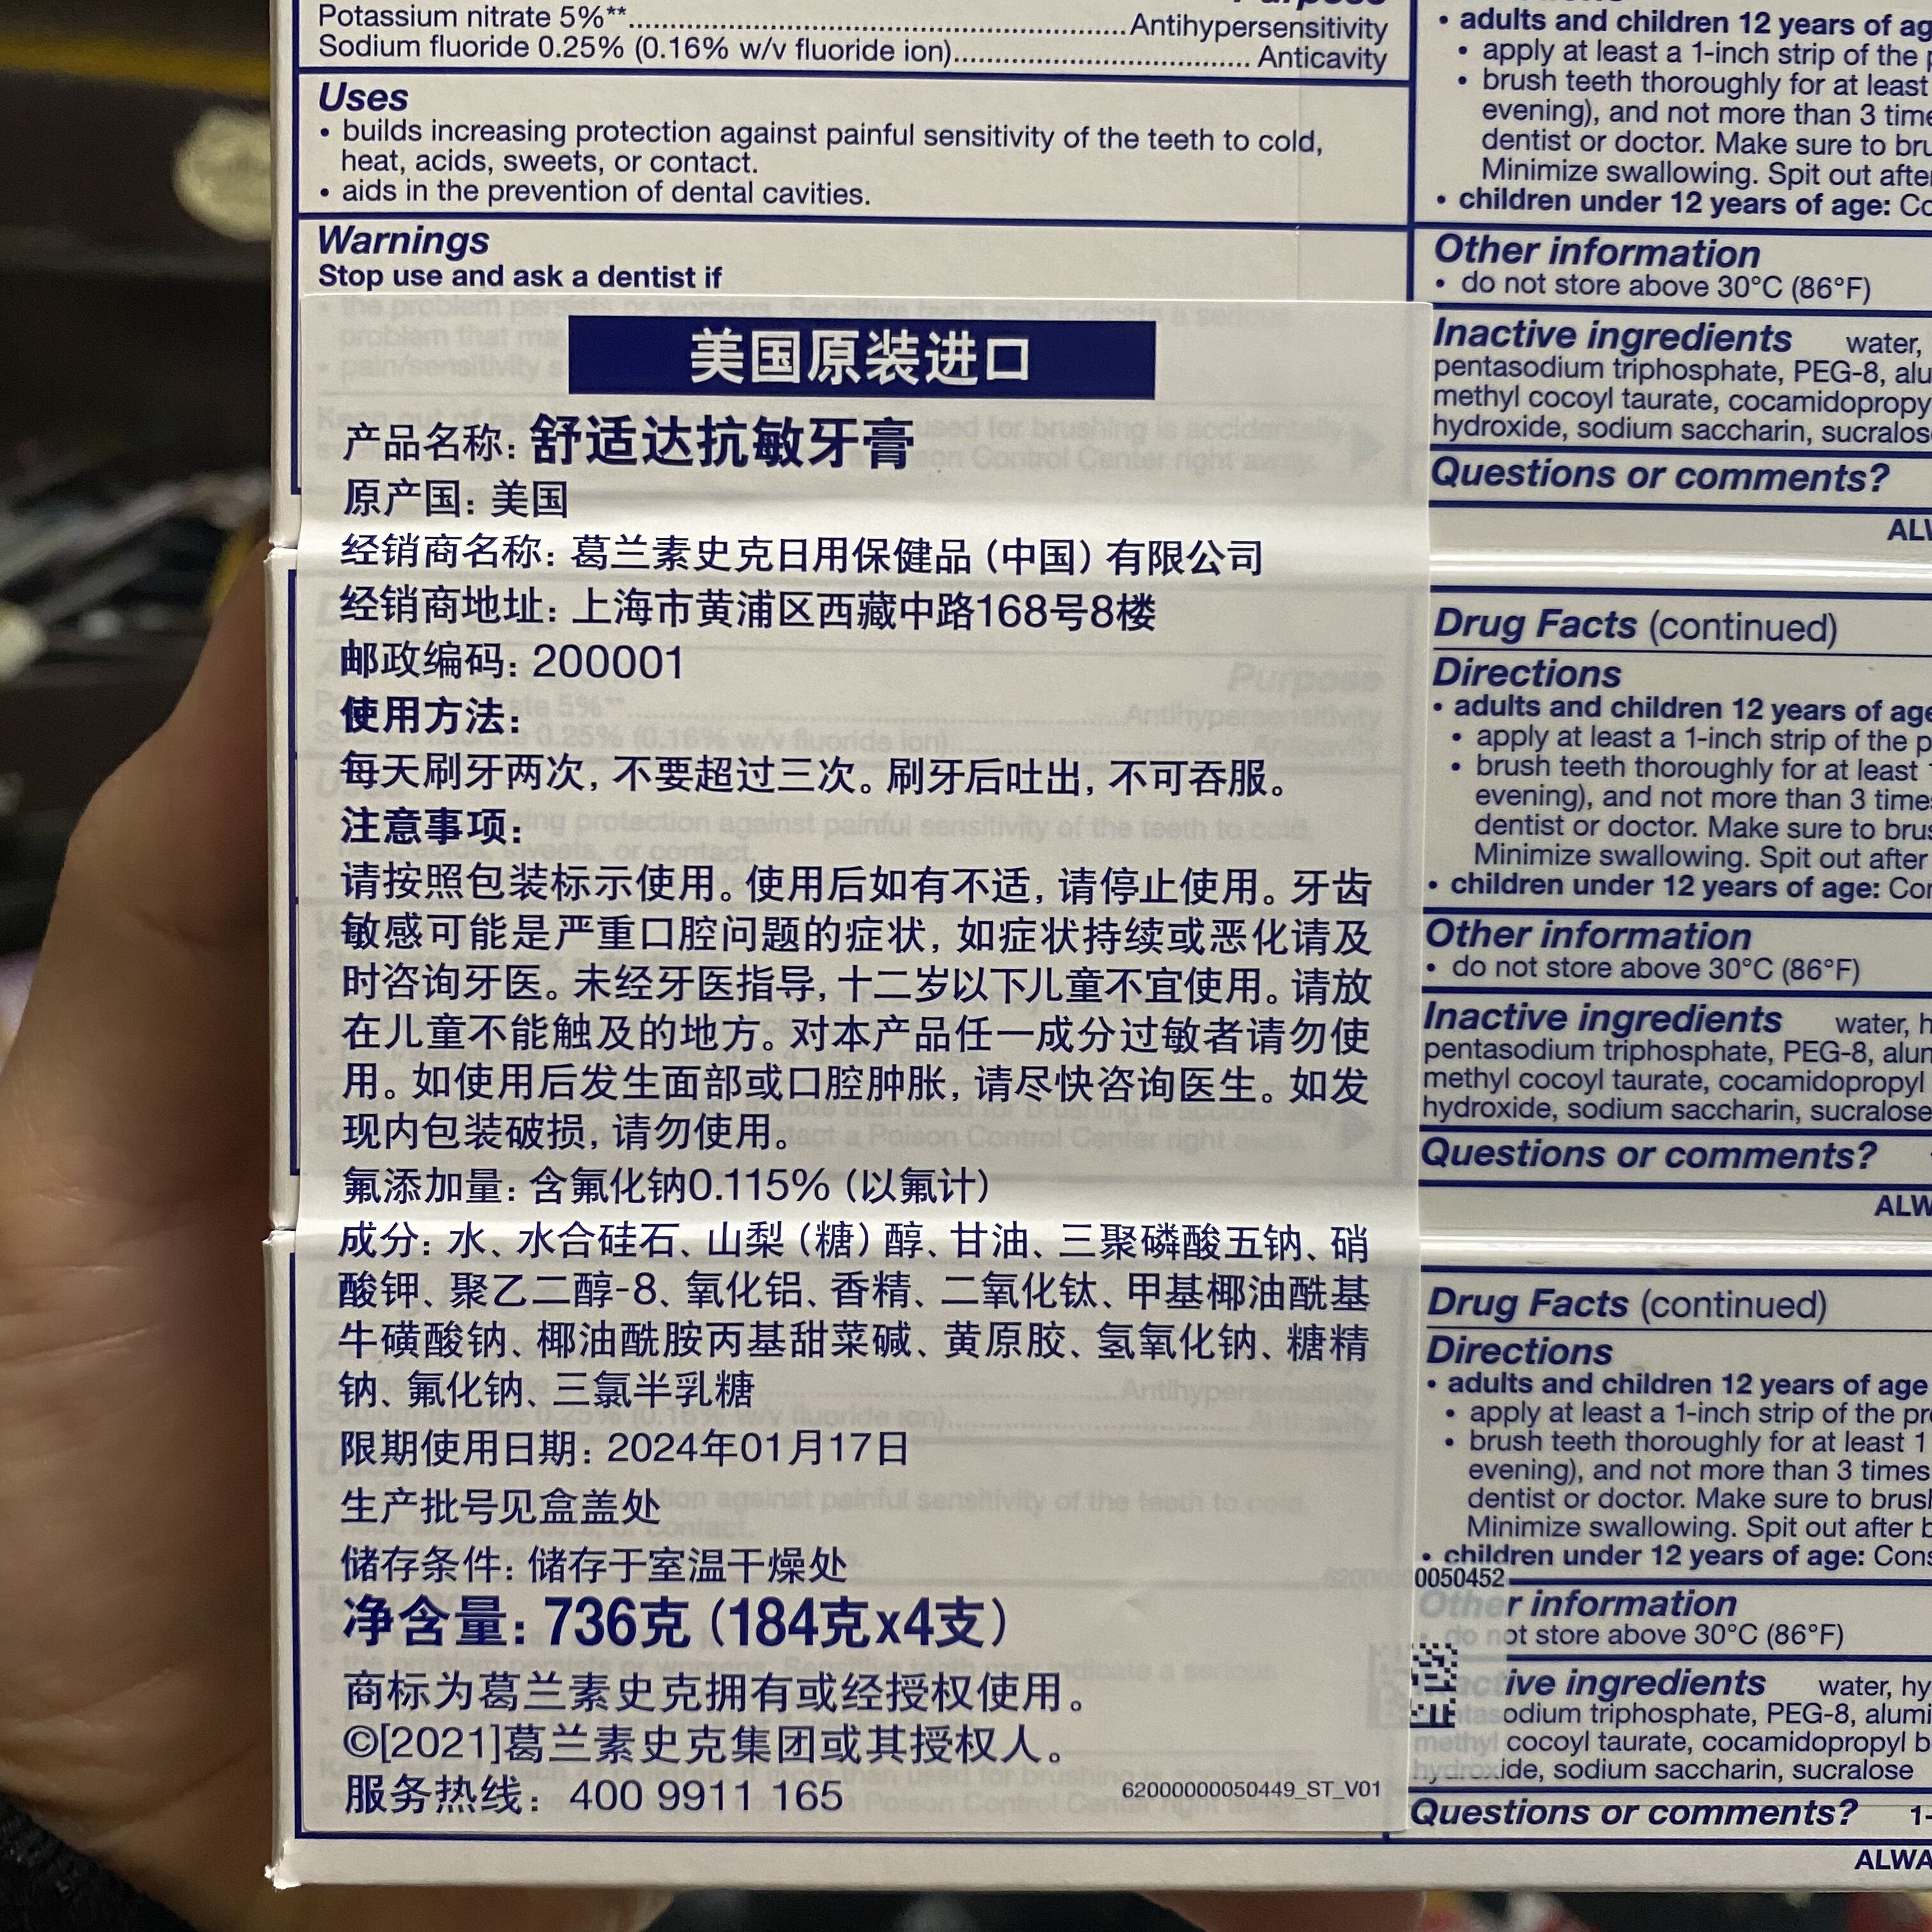 Potassium nitrate 5%**..........Antihypersensitivity
Sodium fluoride 0.25% (0.16% w/v fluoride ion)..........Anticavity
Uses
• builds increasing protection against painful sensitivity of the teeth to cold,
heat, acids, sweets, or contact.
• aids in the prevention of dental cavities.
Warnings
Stop use and ask a dentist if
美国原装进口
产品名称: 舒适达抗敏牙膏
原产国: 美国
经销商名称: 葛兰素史克日用保健品 (中国) 有限公司
经销商地址: 上海市黄浦区西藏中路168号8楼
邮政编码: 200001
使用方法:
每天刷牙两次, 不要超过三次。刷牙后吐出, 不可吞服。
注意事项:
请按照包装标示使用。使用后如有不适, 请停止使用。牙齿
敏感可能是严重口腔问题的症状, 如症状持续或恶化请及
时咨询牙医。未经牙医指导, 十二岁以下儿童不宜使用。请放
在儿童不能触及的地方。对本产品任一成分过敏者请勿使
用。如使用后发生面部或口腔肿胀, 请尽快咨询医生。如发
现内包装破损, 请勿使用。
氟添加量: 含氟化钠0.115% (以氟计)
成分: 水、水合硅石、山梨 (糖) 醇、甘油、三聚磷酸五钠、硝
酸钾、聚乙二醇-8、氧化铝、香精、二氧化钛、甲基椰油酰基
牛磺酸钠、椰油酰胺丙基甜菜碱、黄原胶、氢氧化钠、糖精
钠、氟化钠、三氯半乳糖
限期使用日期: 2024年01月17日
生产批号见盒盖处
储存条件: 储存于室温干燥处
净含量: 736克 (184克x4支)
商标为葛兰素史克拥有或经授权使用。
©[2021]葛兰素史克集团或其授权人。
服务热线: 400 9911 165
62000000050449_ST_V01
• adults and children 12 years of
• apply at least a 1-inch strip of the
• brush teeth thoroughly for at least
evening), and not more than 3
dentist or doctor. Make sure to
Minimize swallowing. Spit out
• children under 12 years of age:
Other information
• do not store above 30°C (86°F)
Inactive ingredients water,
pentasodium triphosphate, PEG-8,
methyl cocoyl taurate,
hydroxide, sodium saccharin,
Questions or comments?
Drug Facts (continued)
Directions
• adults and children 12 years of age
• apply at least a 1-inch strip of the
• brush teeth thoroughly for at least
evening), and not more than 3
dentist or doctor. Make sure to
Minimize swallowing. Spit out after
• children under 12 years of age:
Other information
• do not store above 30°C (86°F)
Inactive ingredients water,
pentasodium triphosphate, PEG-8,
methyl cocoyl taurate, cocamidopropyl
hydroxide, sodium saccharin, sucralose
Questions or comments?
Drug Facts (continued)
Directions
• adults and children 12 years of age
• apply at least a 1-inch strip of the
• brush teeth thoroughly for at least 1
evening), and not more than 3 times
dentist or doctor. Make sure to
Minimize swallowing. Spit out after
• children under 12 years of age:
0050452
Other information
• do not store above 30°C (86°F)
ive ingredients water,
odium triphosphate, PEG-8,
methyl cocoyl taurate, cocamidopropyl
hydroxide, sodium saccharin, sucralose
Questions or comments? 1-